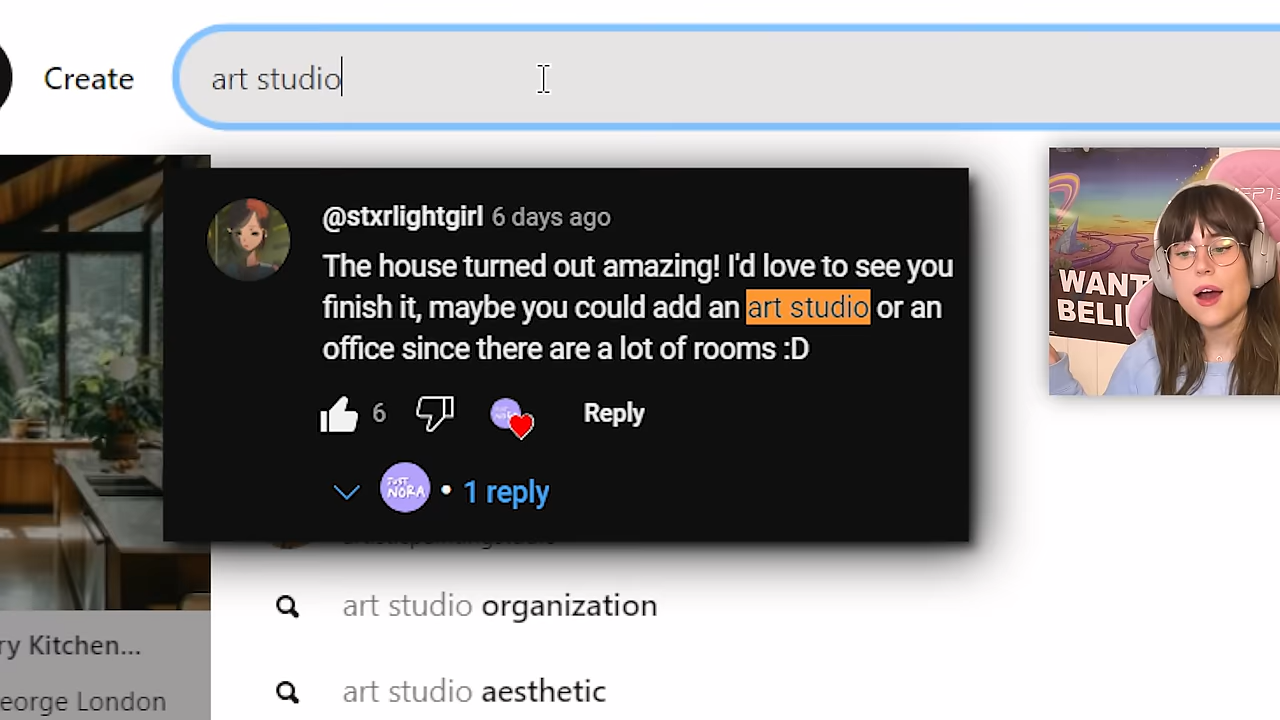 Create
art studio
@stxrlightgirl 6 days ago
The house turned out amazing! I'd love to see you
finish it, maybe you could add an art studio or an
office since there are a lot of rooms :D
6
Reply
JUST
NORA
• 1 reply
WANT
BELI
art studio organization
art studio aesthetic
ry Kitchen...
eorge London